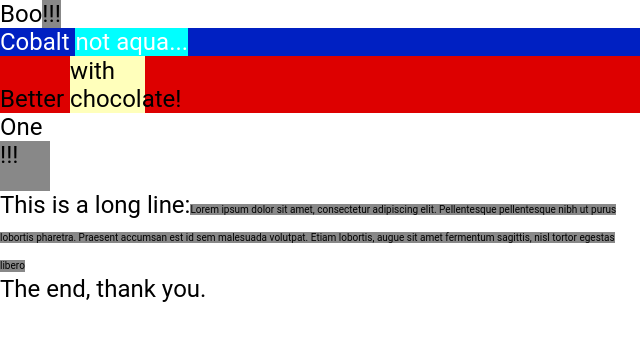 Boo!!!
Cobalt not aqua...
with
Better chocolate!
One
!!!
This is a long line:Lorem ipsum dolor sit amet, consectetur adipiscing elit. Pellentesque pellentesque nibh ut purus
lobortis pharetra. Praesent accumsan est id sem malesuada volutpat. Etiam lobortis, augue sit amet fermentum sagittis, nisl tortor egestas
libero
The end, thank you.